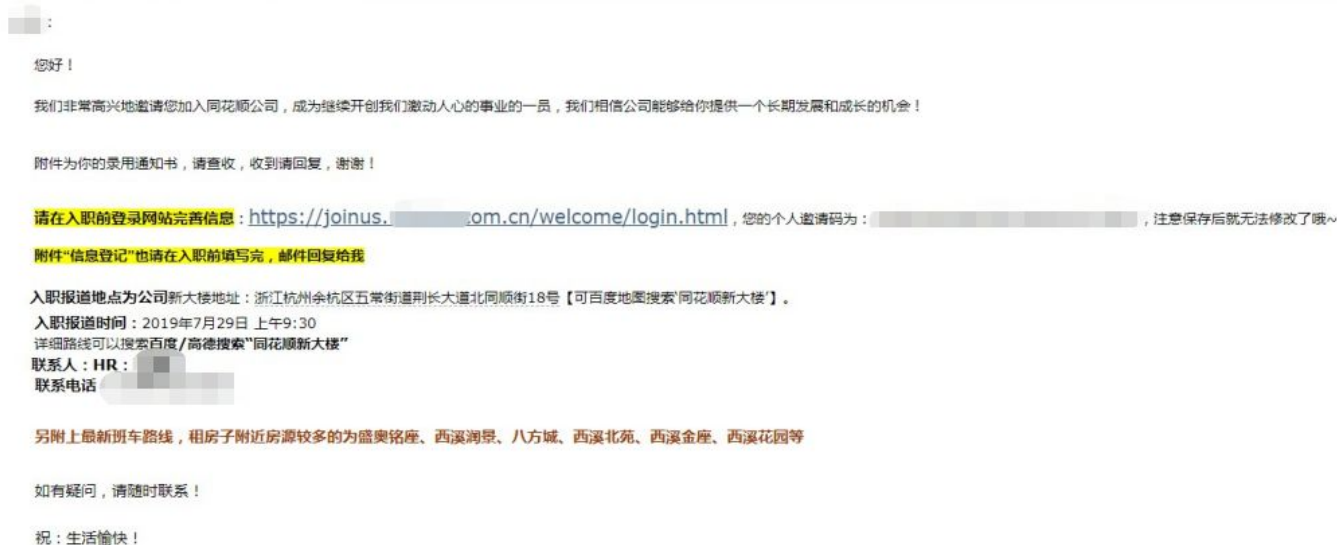 ：
您好！
我们非常高兴地邀请您加入同花顺公司，成为继续开创我们激动人心的事业的一员，我们相信公司能够给你提供一个长期发展和成长的机会！
附件为你的录用通知书，请查收，收到请回复，谢谢！
请在入职前登录网站完善信息：https://joinus. om.cn/welcome/login.html，您的个人邀请码为： ，注意保存后就无法修改了哦~
附件“信息登记”也请在入职前填写完，邮件回复给我
入职报道地点为公司新大楼地址：浙江杭州余杭区五常街道荆长大道北同顺街18号【可百度地图搜索‘同花顺新大楼’】。
入职报道时间：2019年7月29日 上午9:30
详细路线可以搜索百度/高德搜索“同花顺新大楼”
联系人：HR：
联系电话
另附上最新班车路线，租房子附近房源较多的为盛奥铭座、西溪润景、八方城、西溪北苑、西溪金座、西溪花园等
如有疑问，请随时联系！
祝：生活愉快！